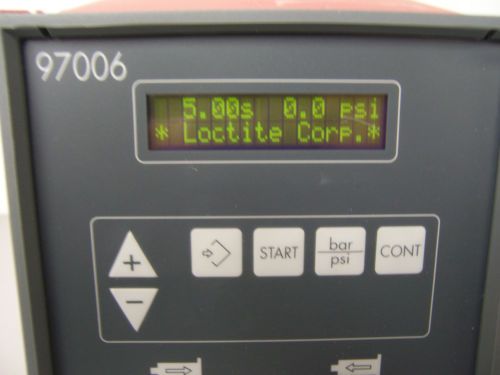 97006
5.00s 0.0 psi
* Loctite Corp.*
+
START
bar
psi
CONT
−